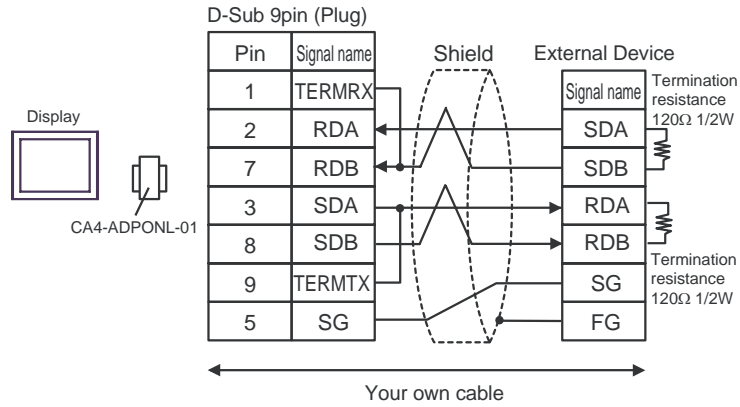 D-Sub 9pin (Plug)
Pin Signal name Shield External Device
1 TERMRX Signal name
Termination
resistance
120Ω 1/2W
Display
2 RDA SDA
7 RDB SDB
CA4-ADPONL-01
3 SDA RDA
8 SDB RDB
Termination
resistance
120Ω 1/2W
9 TERMTX SG
5 SG FG
Your own cable